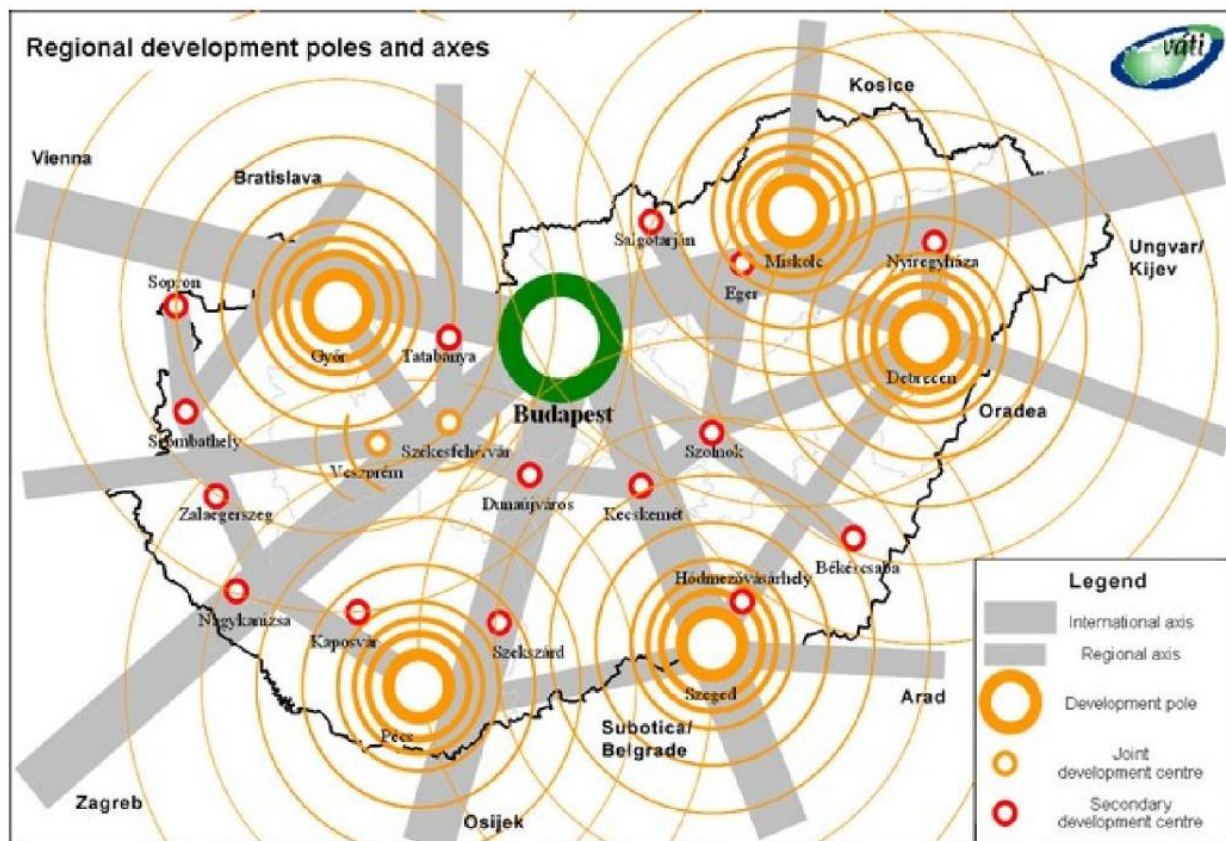 Regional development poles and axes
váti
Kosice
Vienna
Bratislava
Salgótarján
Miskolc
Nyíregyháza
Ungvar/
Kijev
Eger
Sopron
Győr
Tatabánya
Debrecen
Budapest
Oradea
Szombathely
Veszprém
Székesfehérvár
Szolnok
Zalaegerszeg
Dunaújváros
Kecskemét
Békéscsaba
Hódmezővásárhely
Nagykanizsa
Kaposvár
Szekszárd
Szeged
Arad
Pécs
Subotica/
Belgrade
Zagreb
Osijek
Legend
International axis
Regional axis
Development pole
Joint
development centre
Secondary
development centre